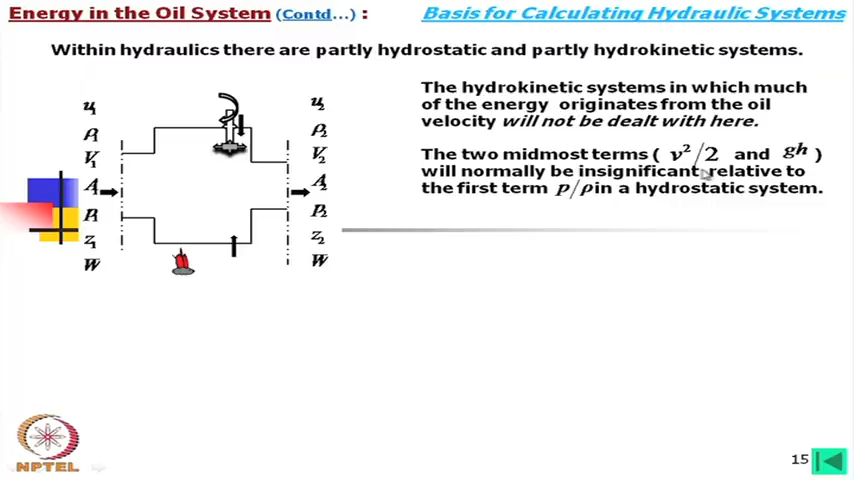 Energy in the Oil System (Contd...) :
Basis for Calculating Hydraulic Systems
Within hydraulics there are partly hydrostatic and partly hydrokinetic systems.
u1
ρ1
V1
A1
p1
z1
W
u2
ρ2
V2
A2
p2
z2
W
The hydrokinetic systems in which much
of the energy originates from the oil
velocity will not be dealt with here.
The two midmost terms ( v²/2 and gh )
will normally be insignificant relative to
the first term p/ρ in a hydrostatic system.
NPTEL
15